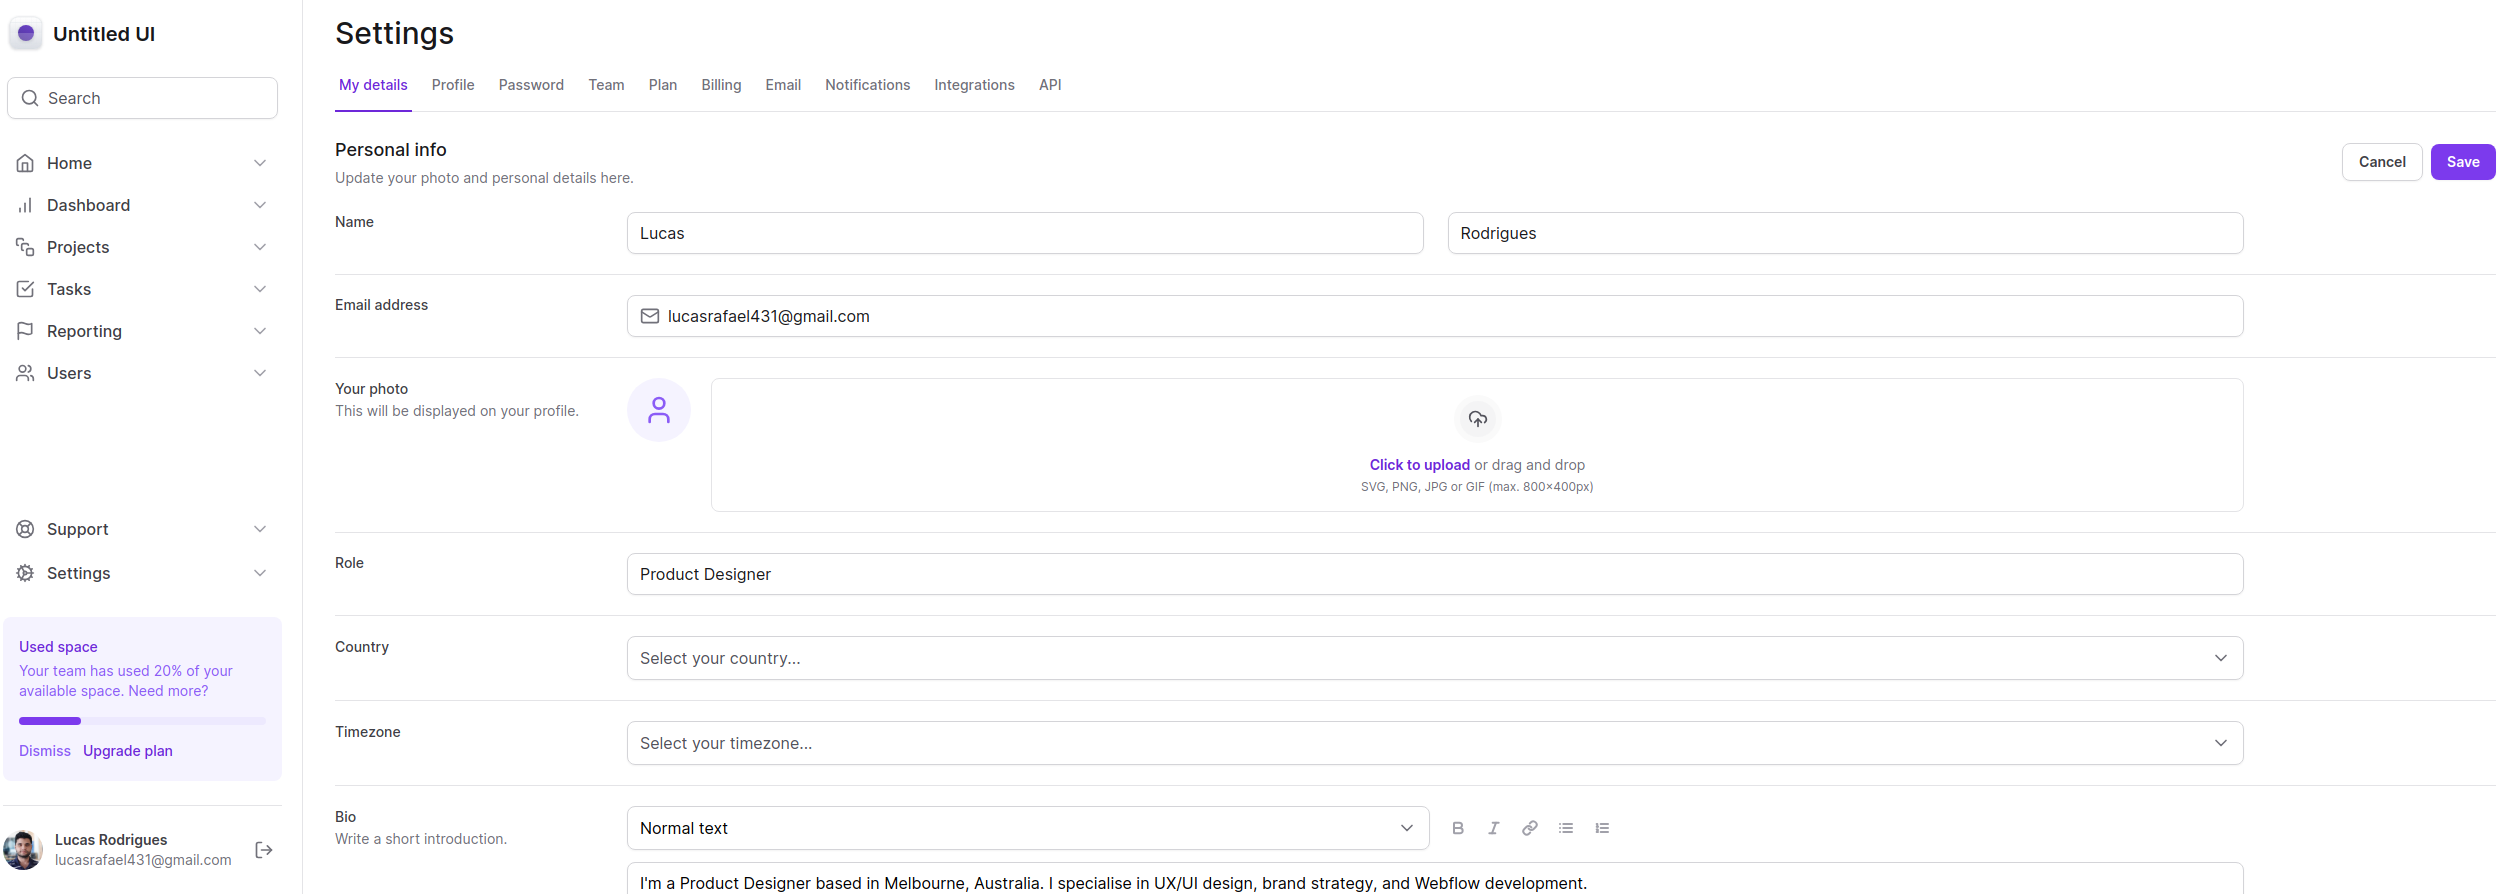 Untitled UI
Search
Home
Dashboard
Projects
Tasks
Reporting
Users
Support
Settings
Used space
Your team has used 20% of your
available space. Need more?
Dismiss Upgrade plan
Lucas Rodrigues
lucasrafael431@gmail.com
Settings
My details Profile Password Team Plan Billing Email Notifications Integrations API
Personal info
Update your photo and personal details here.
Cancel Save
Name
Lucas Rodrigues
Email address
lucasrafael431@gmail.com
Your photo
This will be displayed on your profile.
Click to upload or drag and drop
SVG, PNG, JPG or GIF (max. 800×400px)
Role
Product Designer
Country
Select your country...
Timezone
Select your timezone...
Bio
Write a short introduction.
Normal text
I'm a Product Designer based in Melbourne, Australia. I specialise in UX/UI design, brand strategy, and Webflow development.